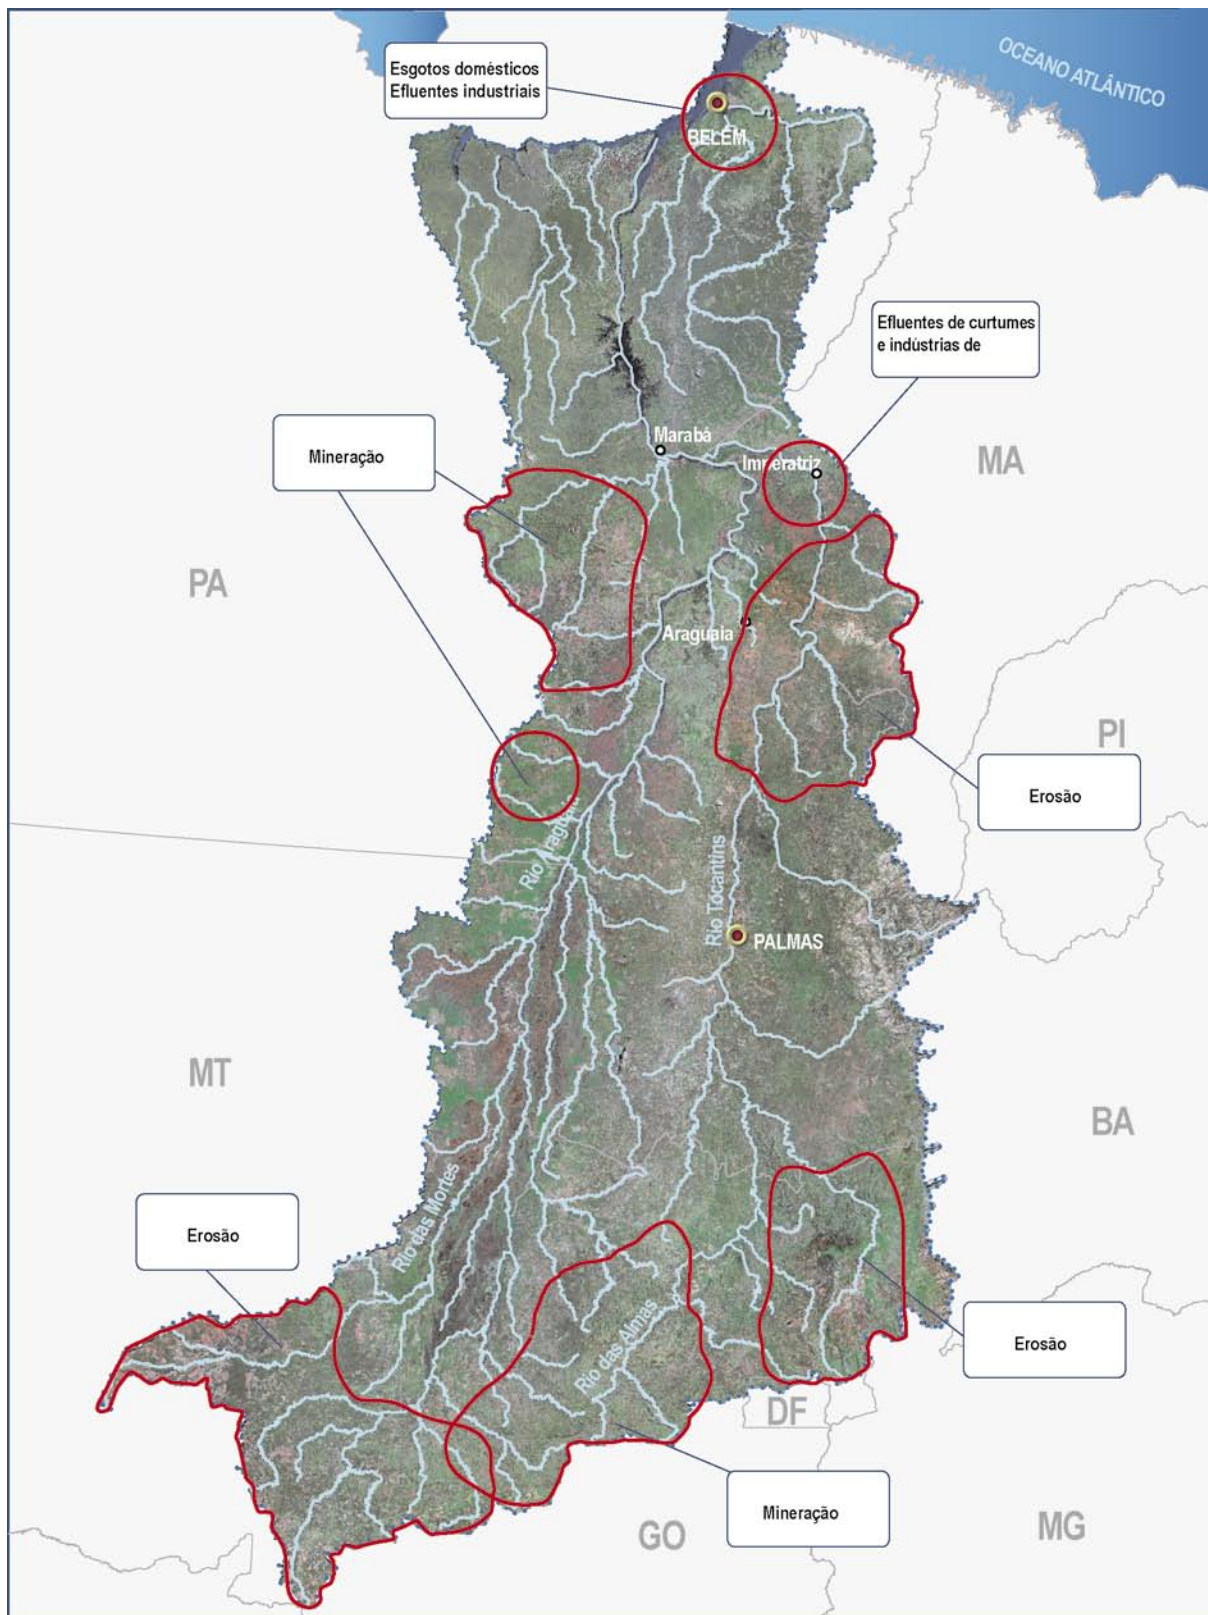 OCEANO ATLÂNTICO
Esgotos domésticos
Efluentes industriais
BELÉM
Efluentes de curtumes
e indústrias de
Marabá
Imperatriz
MA
Mineração
PA
Araguaia
PI
Erosão
Rio Araguaia
Rio Tocantins
PALMAS
MT
BA
Rio das Mortes
Erosão
Rio das Almas
Erosão
DF
Mineração
GO
MG